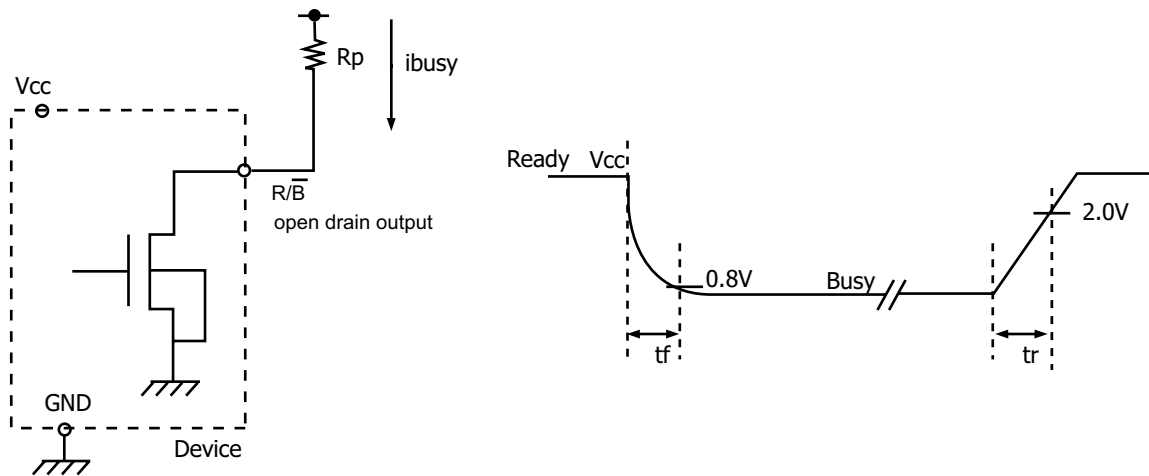 Rp
ibusy
Vcc
R/B̅
open drain output
GND
Device
Ready Vcc
0.8V
Busy
2.0V
tf
tr